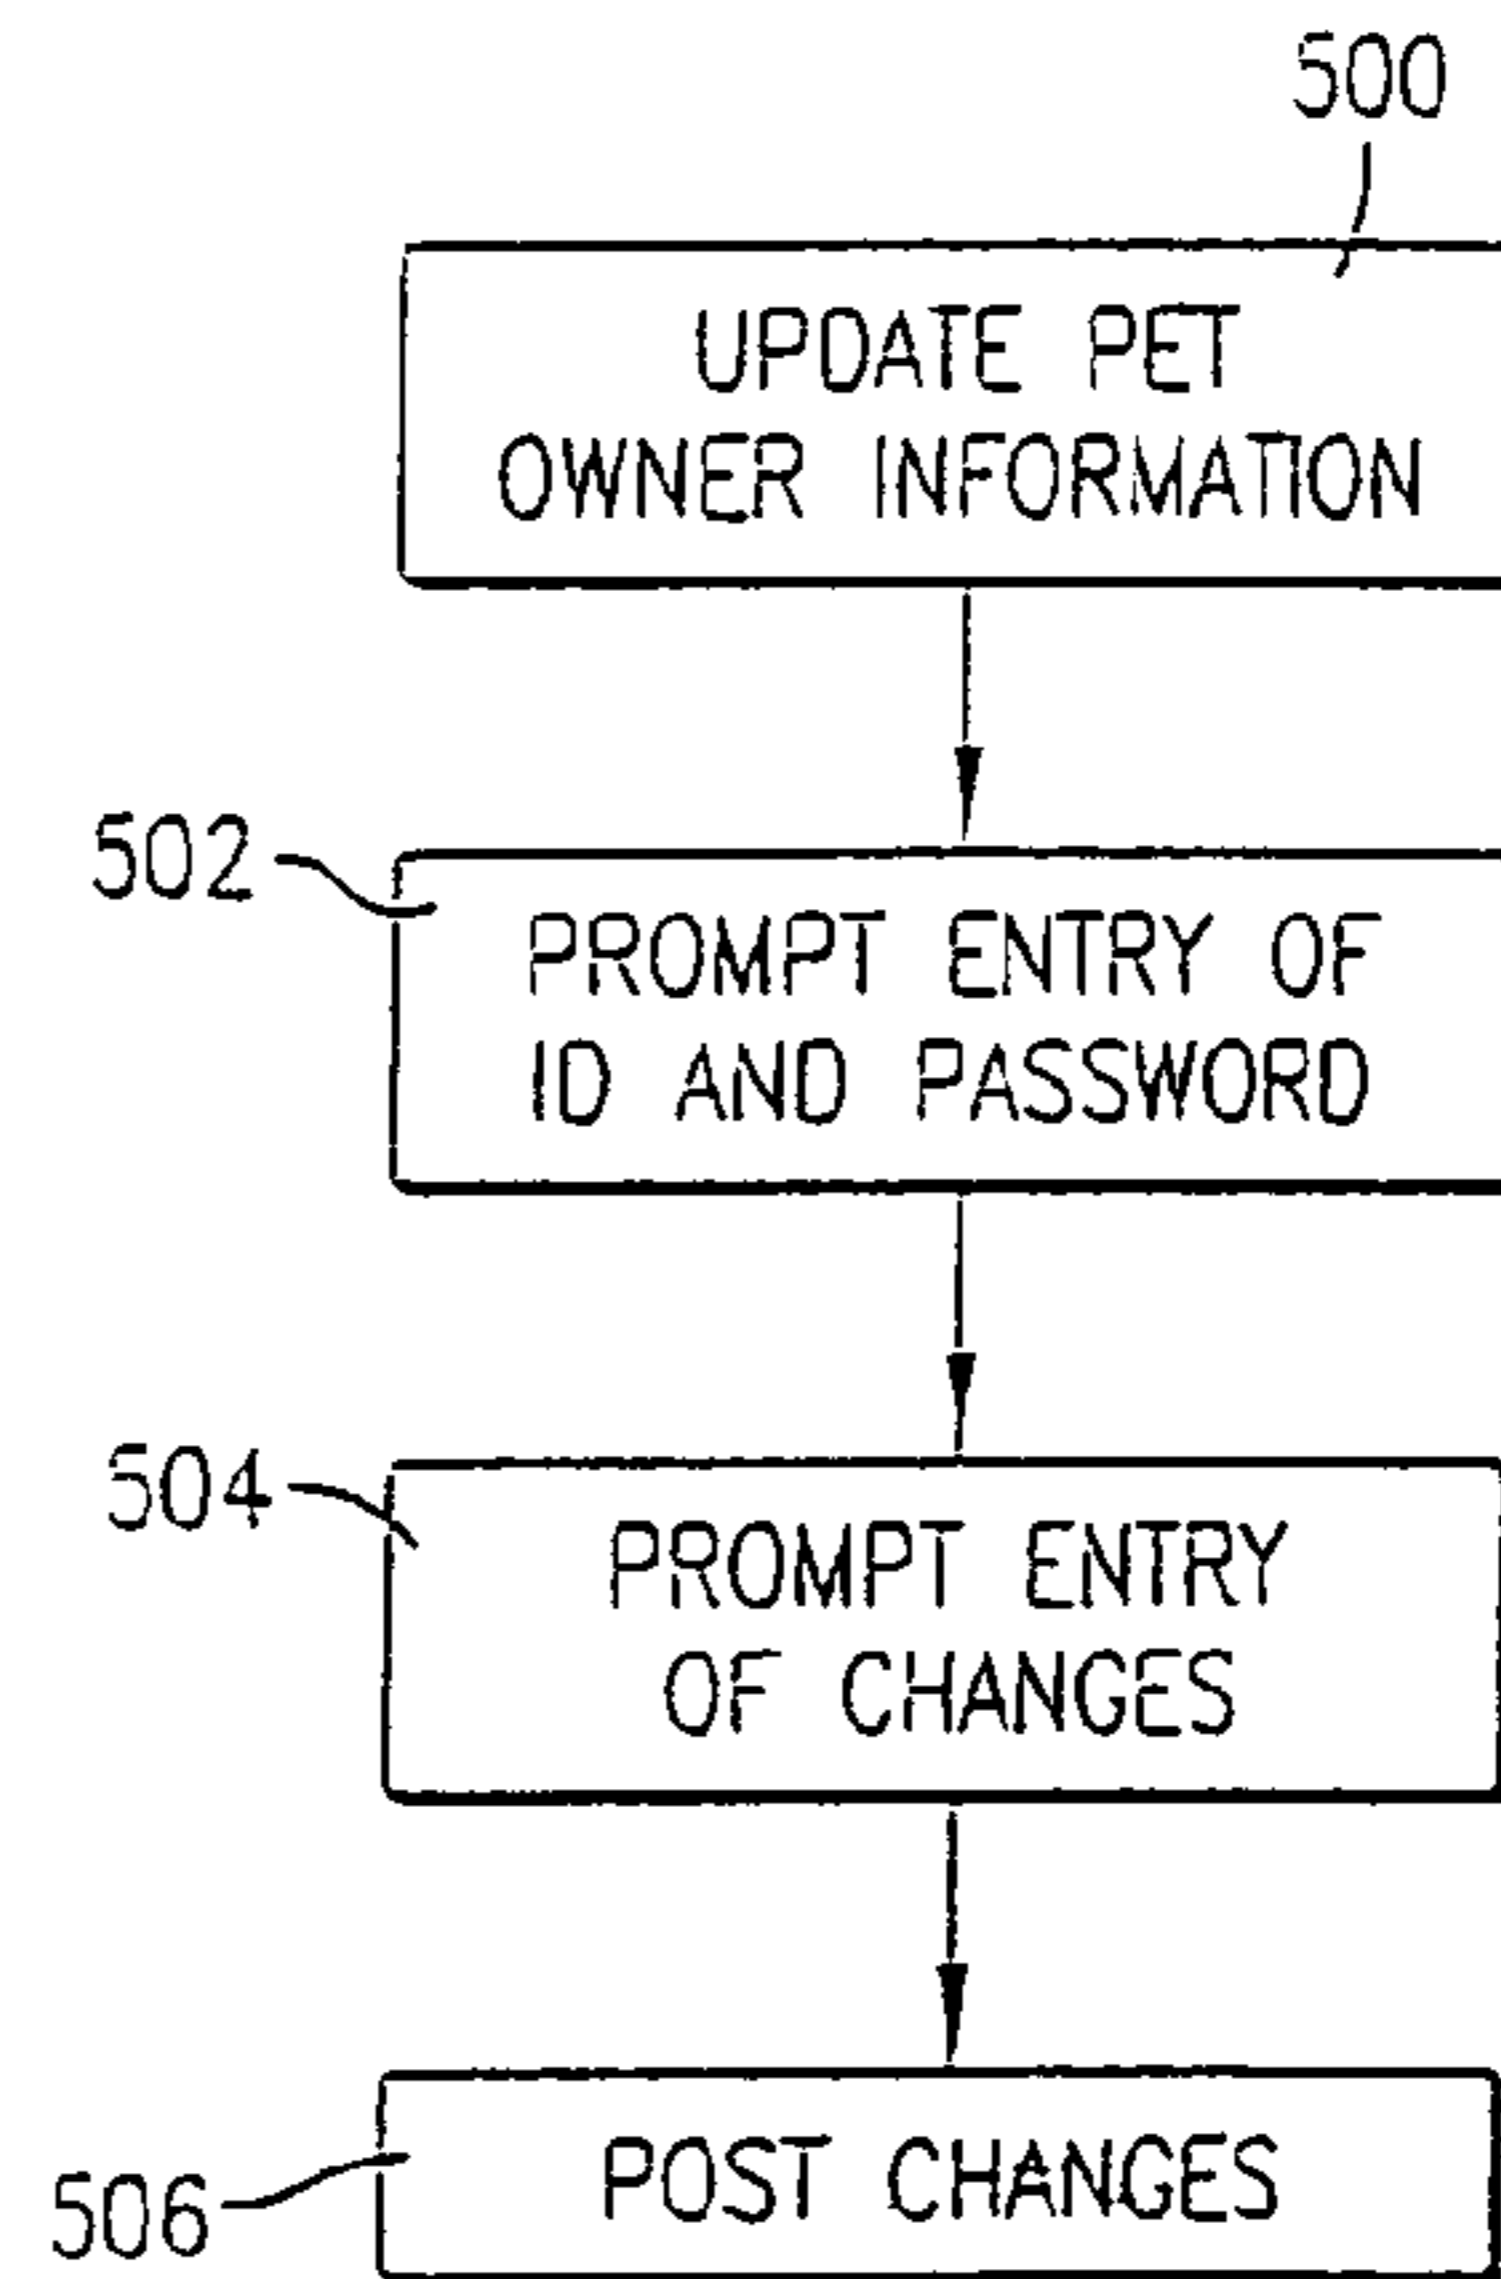 500
UPDATE PET
OWNER INFORMATION
502
PROMPT ENTRY OF
ID AND PASSWORD
504
PROMPT ENTRY
OF CHANGES
506
POST CHANGES